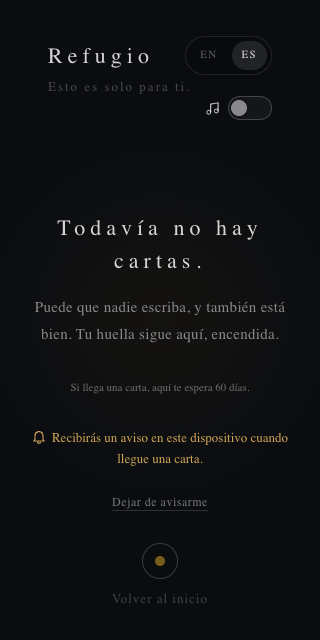 Refugio
EN ES
Esto es solo para ti.
Todavía no hay
cartas.
Puede que nadie escriba, y también está
bien. Tu huella sigue aquí, encendida.
Si llega una carta, aquí te espera 60 días.
Recibirás un aviso en este dispositivo cuando
llegue una carta.
Dejar de avisarme
Volver al inicio